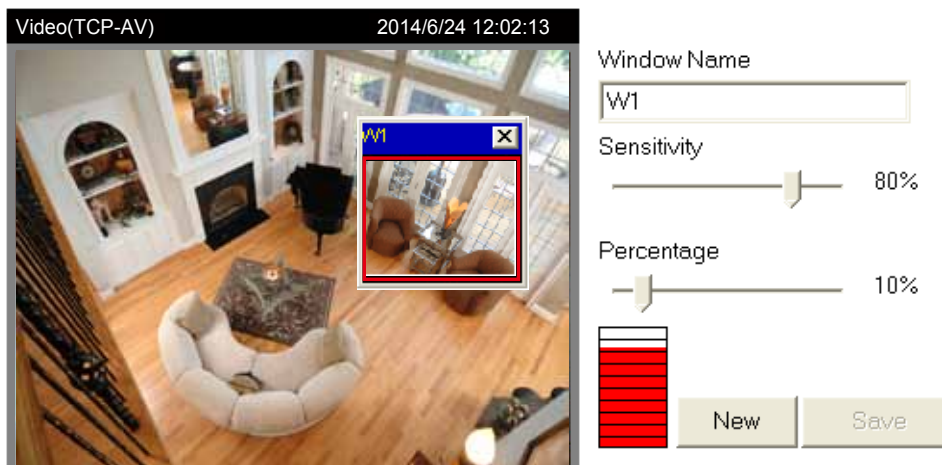 Video(TCP-AV) 2014/6/24 12:02:13
W1
Window Name
W1
Sensitivity
80%
Percentage
10%
New Save